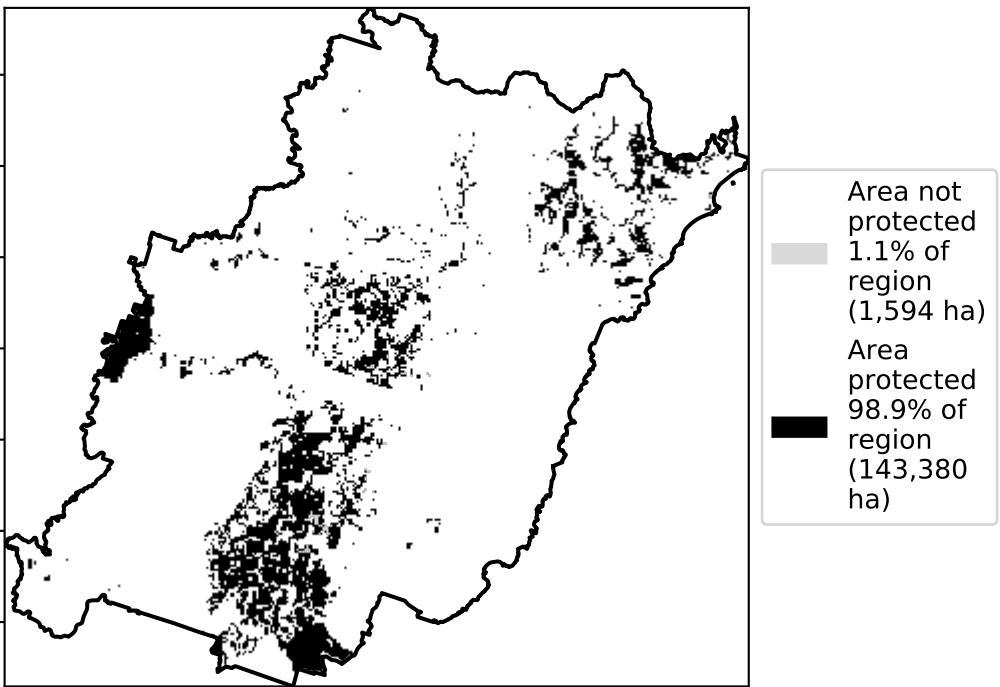 Area not
protected
1.1% of
region
(1,594 ha)
Area
protected
98.9% of
region
(143,380
ha)